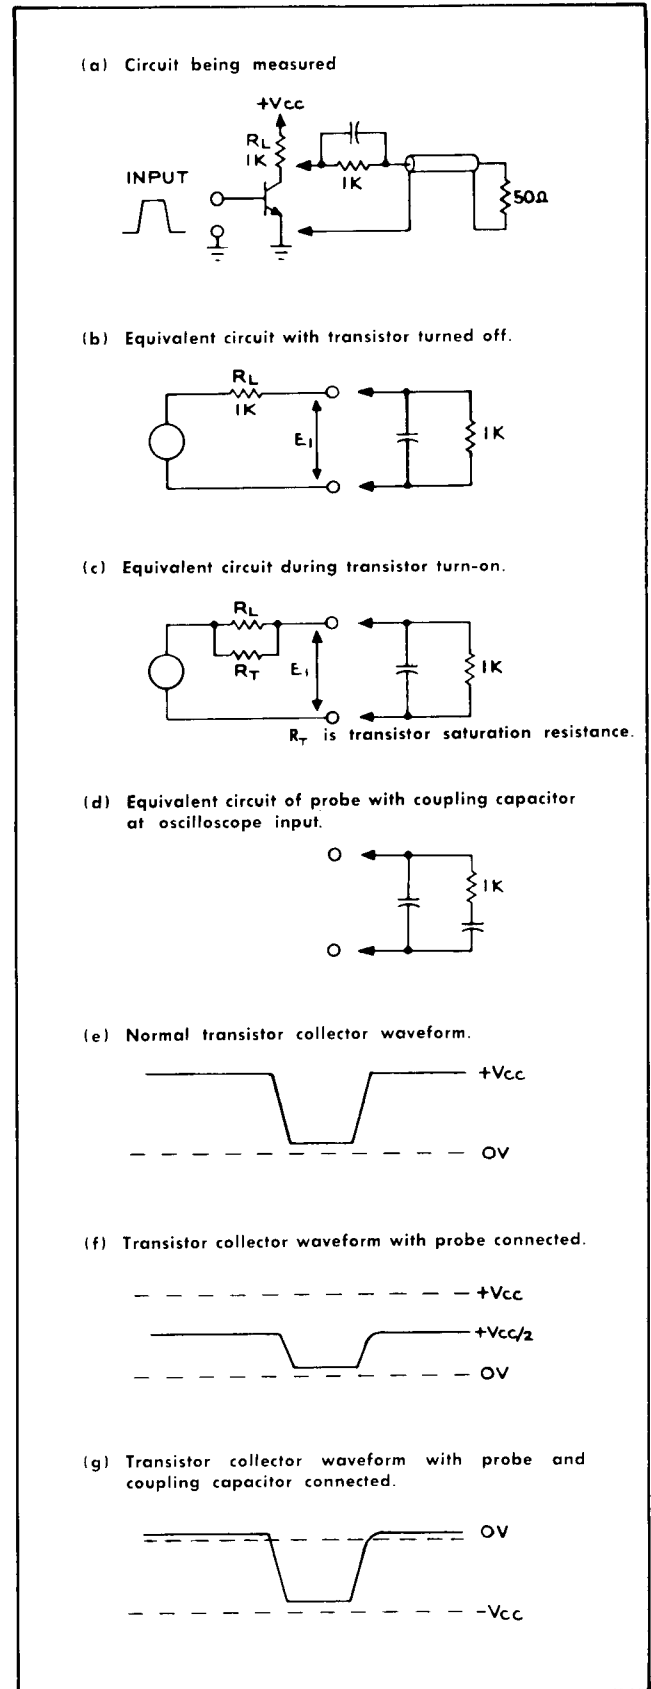 (a) Circuit being measured
+Vcc
RL
1K
INPUT
1K
50Ω
(b) Equivalent circuit with transistor turned off.
RL
1K
E1
1K
(c) Equivalent circuit during transistor turn-on.
RL
RT
E1
1K
RT is transistor saturation resistance.
(d) Equivalent circuit of probe with coupling capacitor
at oscilloscope input.
1K
(e) Normal transistor collector waveform.
+Vcc
0V
(f) Transistor collector waveform with probe connected.
+Vcc
+Vcc/2
0V
(g) Transistor collector waveform with probe and
coupling capacitor connected.
0V
-Vcc